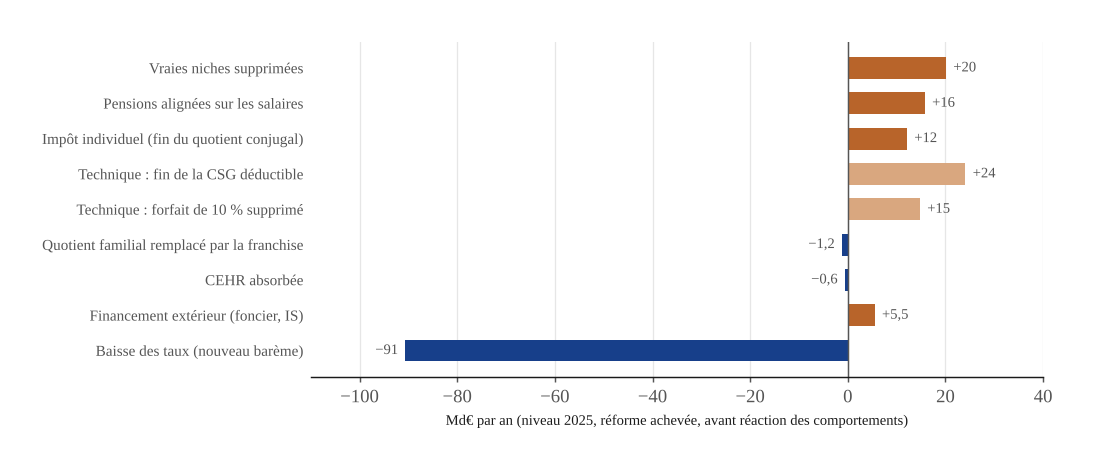 Vraies niches supprimées +20
Pensions alignées sur les salaires +16
Impôt individuel (fin du quotient conjugal) +12
Technique : fin de la CSG déductible +24
Technique : forfait de 10 % supprimé +15
Quotient familial remplacé par la franchise −1,2
CEHR absorbée −0,6
Financement extérieur (foncier, IS) +5,5
Baisse des taux (nouveau barème) −91
−100 −80 −60 −40 −20 0 20 40
Md€ par an (niveau 2025, réforme achevée, avant réaction des comportements)